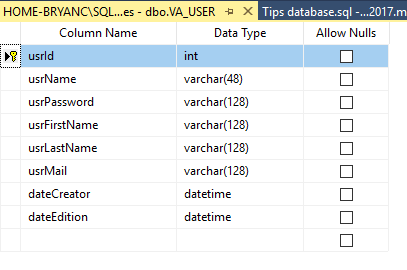 HOME-BRYANC\SQL...es - dbo.VA_USER Tips database.sql -...2017.m
Column Name Data Type Allow Nulls
usrId int
usrName varchar(48)
usrPassword varchar(128)
usrFirstName varchar(128)
usrLastName varchar(128)
usrMail varchar(128)
dateCreator datetime
dateEdition datetime